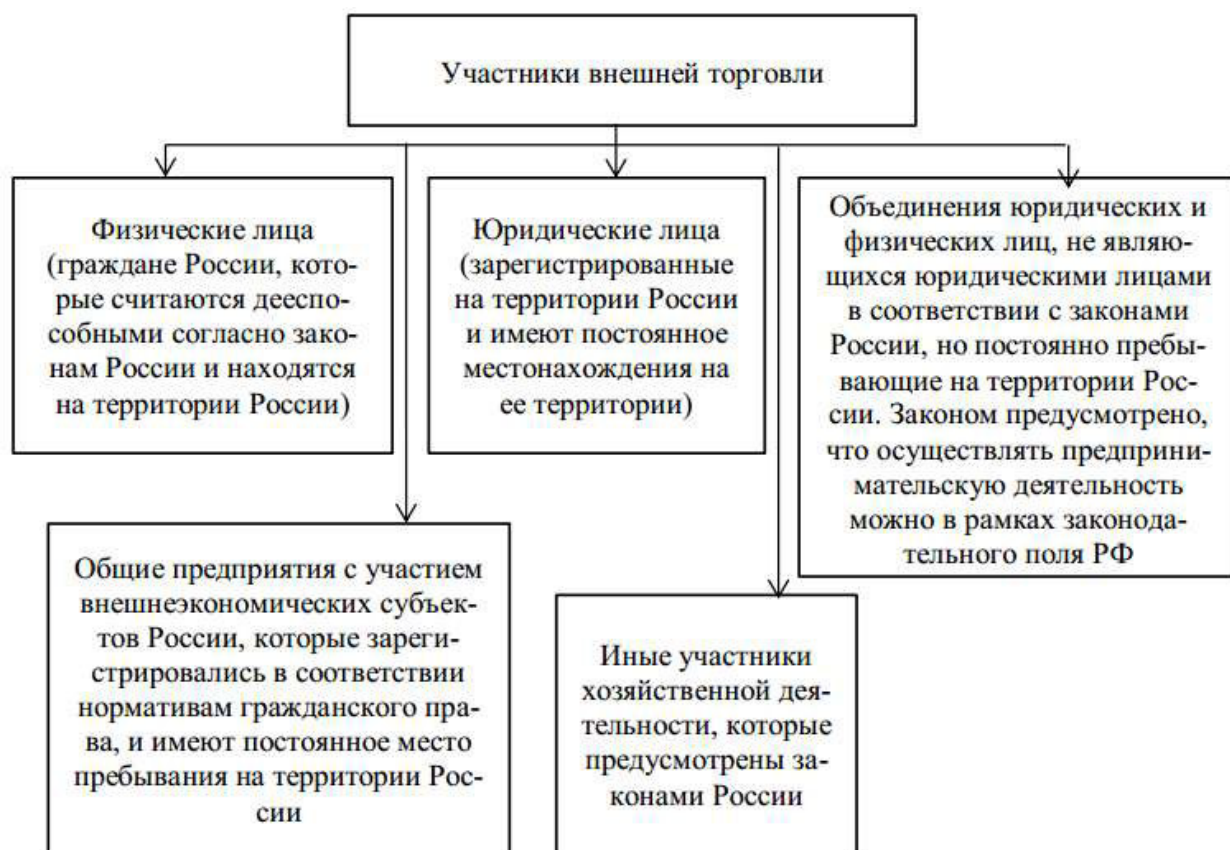 Участники внешней торговли
Физические лица
(граждане России, кото-
рые считаются дееспо-
собными согласно зако-
нам России и находятся
на территории России)
Юридические лица
(зарегистрированные
на территории России
и имеют постоянное
местонахождения на
ее территории)
Объединения юридических и
физических лиц, не являю-
щихся юридическими лицами
в соответствии с законами
России, но постоянно пребы-
вающие на территории Рос-
сии. Законом предусмотрено,
что осуществлять предприни-
мательскую деятельность
можно в рамках законода-
тельного поля РФ
Общие предприятия с участием
внешнеэкономических субъек-
тов России, которые зареги-
стрировались в соответствии
нормативам гражданского пра-
ва, и имеют постоянное место
пребывания на территории Рос-
сии
Иные участники
хозяйственной дея-
тельности, которые
предусмотрены за-
конами России